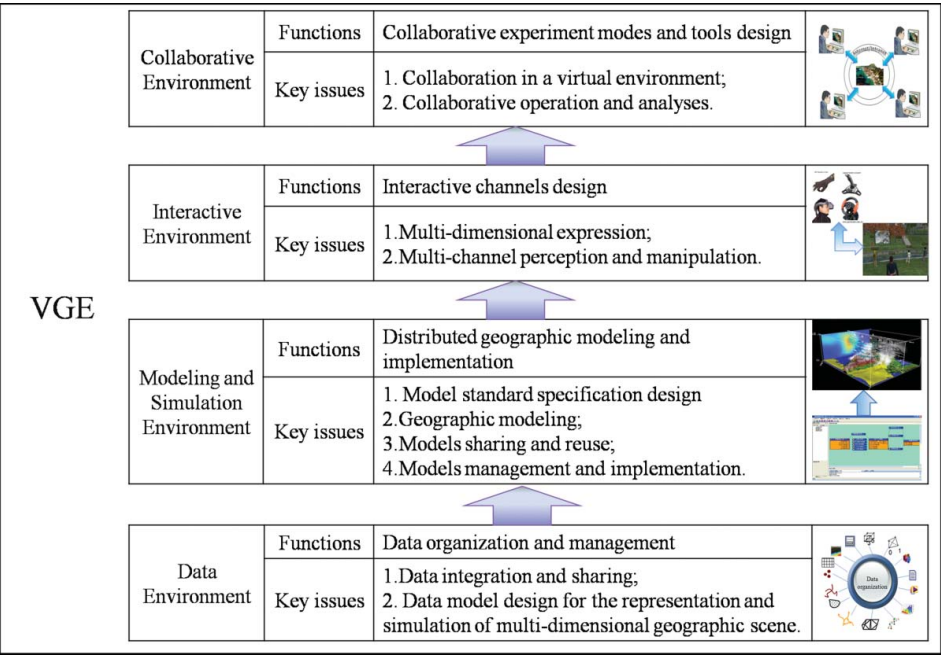 VGE
Collaborative
Environment
Functions
Collaborative experiment modes and tools design
Key issues
1. Collaboration in a virtual environment;
2. Collaborative operation and analyses.
Interactive
Environment
Functions
Interactive channels design
Key issues
1.Multi-dimensional expression;
2.Multi-channel perception and manipulation.
Modeling and
Simulation
Environment
Functions
Distributed geographic modeling and
implementation
Key issues
1. Model standard specification design
2.Geographic modeling;
3.Models sharing and reuse;
4.Models management and implementation.
Data
Environment
Functions
Data organization and management
Key issues
1.Data integration and sharing;
2. Data model design for the representation and
simulation of multi-dimensional geographic scene.
Data
organization